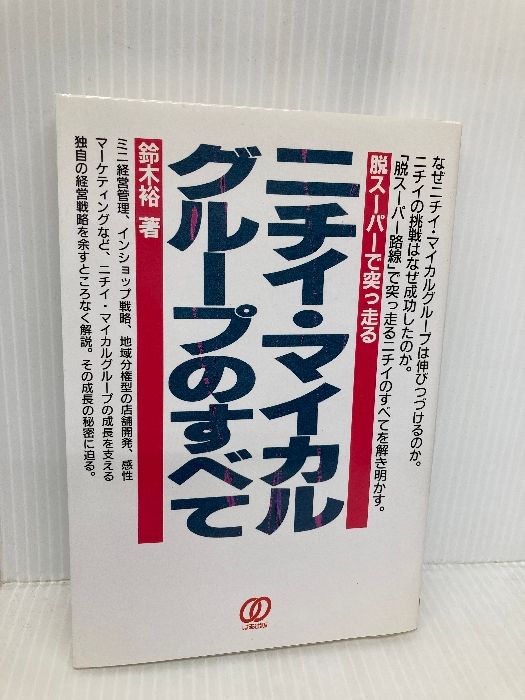 なぜニチイ・マイカルグループは伸びつづけるのか。
ニチイの挑戦はなぜ成功したのか。
「脱スーパー路線」で突っ走るニチイのすべてを解き明かす。
脱スーパーで突っ走る
ニチイ・マイカル
グループのすべて
鈴木裕 著
ミニ経営管理、インショップ戦略、地域分権型の店舗開発、感性
マーケティングなど、ニチイ・マイカルグループの成長を支える
独自の経営戦略を余すところなく解説。その成長の秘密に迫る。
ぱる出版